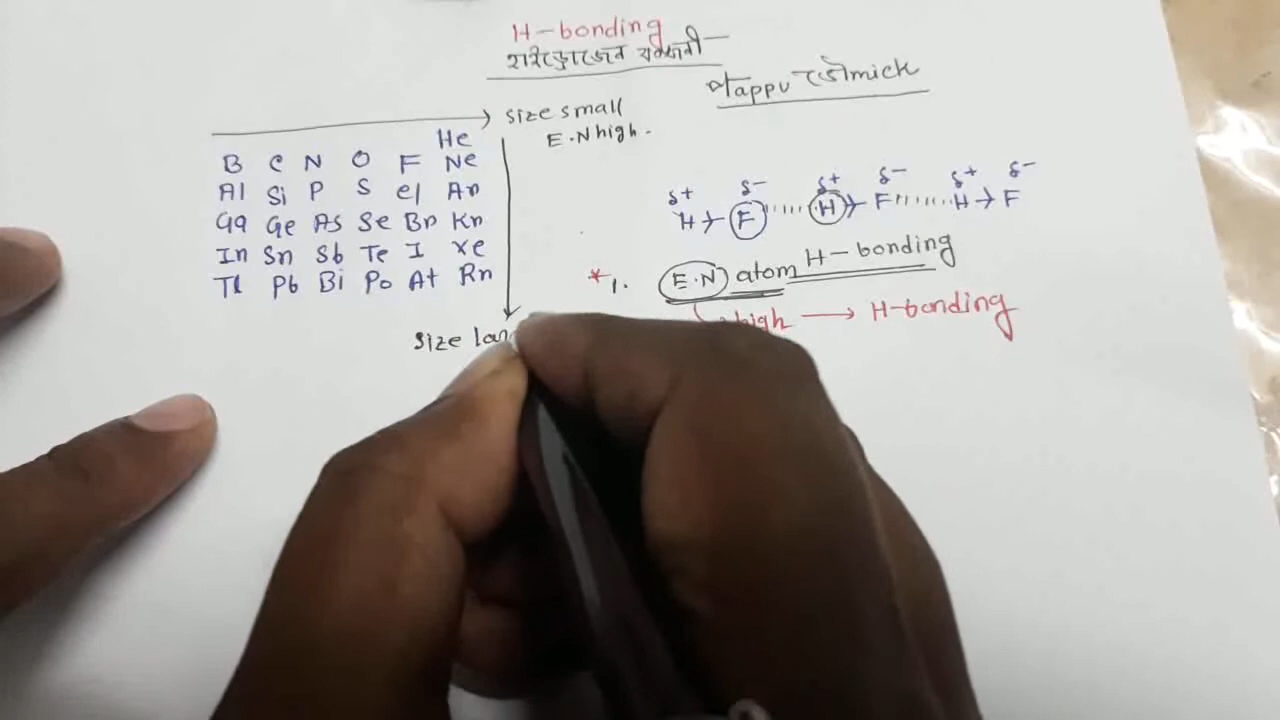 H-bonding
হাইড্রোজেন বন্ধনী
Tappu
size small
E.N high.
He
B C N O F Ne
Al Si P S Cl Ar
Ga Ge As Se Br Kr
In Sn Sb Te I Xe
Tl Pb Bi Po At Rn
δ+ δ- δ+ δ- δ+ δ-
H F H F H F
*1. E.N atom H-bonding
high → H-bonding
Size lar